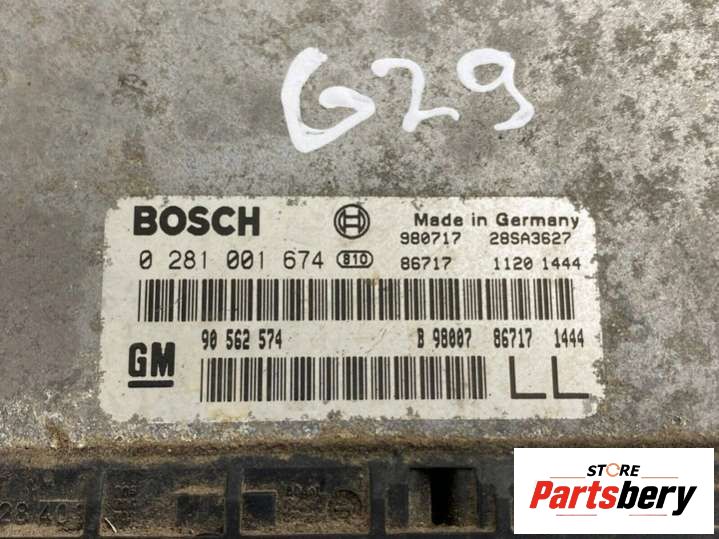 G29
BOSCH Made in Germany
980717 28SA3627
0 281 001 674 S10 86717 1120 1444
90 562 574 B 98007 86717 1444
GM LL
STORE
Partsbery